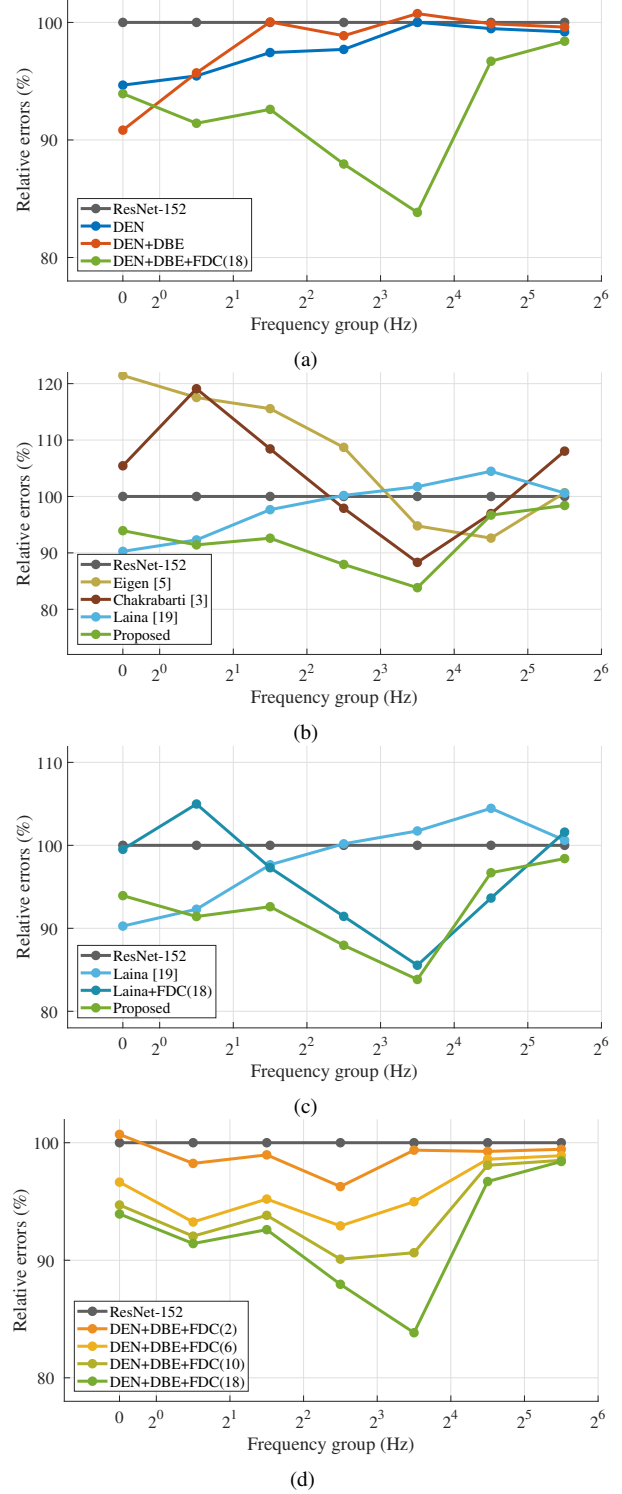 100
90
80
Relative errors (%)
ResNet-152
DEN
DEN+DBE
DEN+DBE+FDC(18)
0 2^0 2^1 2^2 2^3 2^4 2^5 2^6
Frequency group (Hz)
(a)
120
110
100
90
80
Relative errors (%)
ResNet-152
Eigen [5]
Chakrabarti [3]
Laina [19]
Proposed
0 2^0 2^1 2^2 2^3 2^4 2^5 2^6
Frequency group (Hz)
(b)
110
100
90
80
Relative errors (%)
ResNet-152
Laina [19]
Laina+FDC(18)
Proposed
0 2^0 2^1 2^2 2^3 2^4 2^5 2^6
Frequency group (Hz)
(c)
100
90
80
Relative errors (%)
ResNet-152
DEN+DBE+FDC(2)
DEN+DBE+FDC(6)
DEN+DBE+FDC(10)
DEN+DBE+FDC(18)
0 2^0 2^1 2^2 2^3 2^4 2^5 2^6
Frequency group (Hz)
(d)